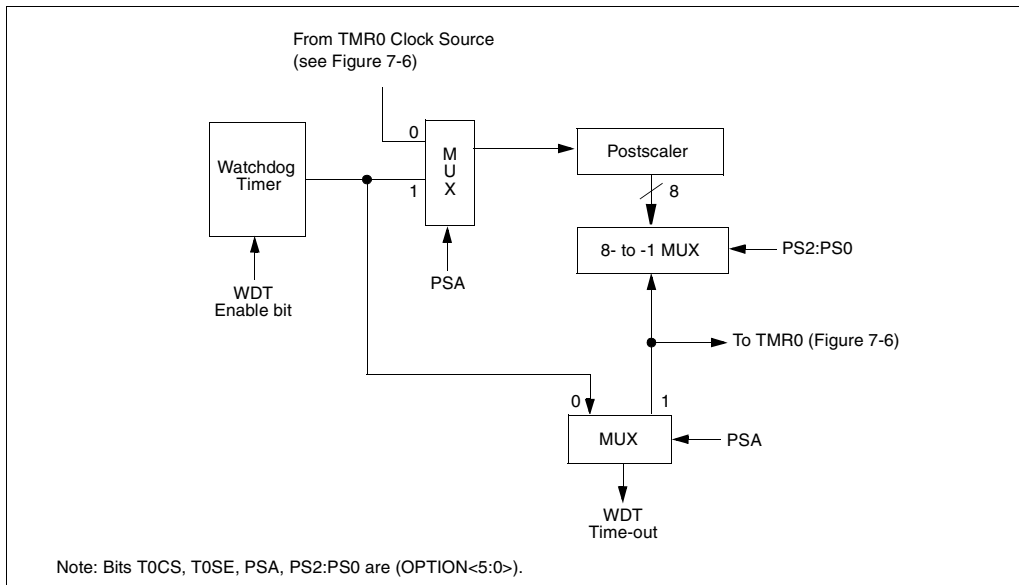 From TMR0 Clock Source
(see Figure 7-6)
0
M
U
X
Postscaler
Watchdog
Timer
1
8
8- to -1 MUX
PS2:PS0
PSA
WDT
Enable bit
To TMR0 (Figure 7-6)
0
1
MUX
PSA
WDT
Time-out
Note: Bits T0CS, T0SE, PSA, PS2:PS0 are (OPTION<5:0>).